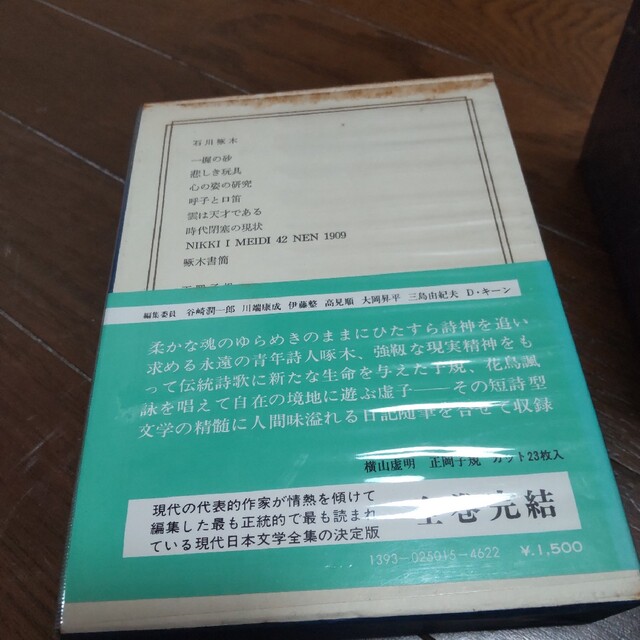 石川啄木
一握の砂
悲しき玩具
心の姿の研究
呼子と口笛
雲は天才である
時代閉塞の現状
NIKKI I MEIDI 42 NEN 1909
啄木書簡
編集委員 谷崎潤一郎 川端康成 伊藤整 高見順 大岡昇平 三島由紀夫 D・キーン
柔かな魂のゆらめきのままにひたすら詩神を追い
求める永遠の青年詩人啄木、強靱な現実精神をも
って伝統詩歌に新たな生命を与えた子規、花鳥諷
詠を唱えて自在の境地に遊ぶ虚子――その短詩型
文学の精髄に人間味溢れる日記随筆を合せて収録
横山虚明 正岡子規 カット23枚入
現代の代表的作家が情熱を傾けて
編集した最も正統的で最も読まれ
ている現代日本文学全集の決定版
全巻完結
1393-025015-4622 ¥1,500